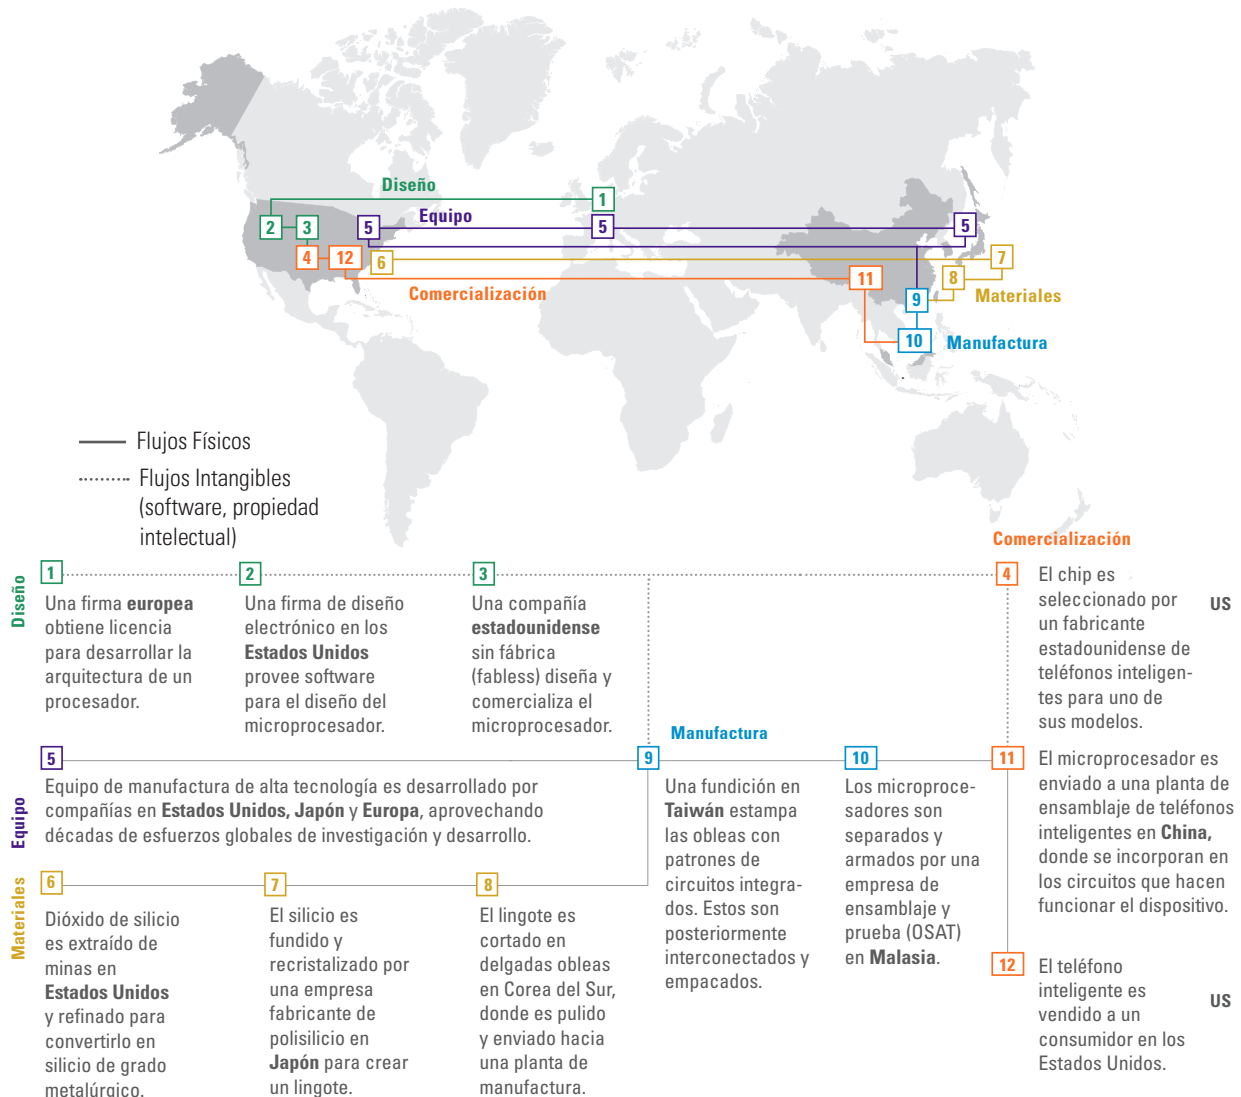 Diseño
1
Equipo
2
3
5
5
5
4
12
6
7
11
8
Comercialización
9
Materiales
10
Manufactura
Flujos Físicos
Flujos Intangibles
(software, propiedad
intelectual)
Diseño
1
Una firma europea
obtiene licencia
para desarrollar la
arquitectura de un
procesador.
2
Una firma de diseño
electrónico en los
Estados Unidos
provee software
para el diseño del
microprocesador.
3
Una compañía
estadounidense
sin fábrica
(fabless) diseña y
comercializa el
microprocesador.
Comercialización
4
El chip es
seleccionado por
un fabricante
estadounidense de
teléfonos inteligen-
tes para uno de
sus modelos.
US
Equipo
5
Equipo de manufactura de alta tecnología es desarrollado por
compañías en Estados Unidos, Japón y Europa, aprovechando
décadas de esfuerzos globales de investigación y desarrollo.
Materiales
6
Dióxido de silicio
es extraído de
minas en
Estados Unidos
y refinado para
convertirlo en
silicio de grado
metalúrgico.
7
El silicio es
fundido y
recristalizado por
una empresa
fabricante de
polisilicio en
Japón para crear
un lingote.
8
El lingote es
cortado en
delgadas obleas
en Corea del Sur,
donde es pulido
y enviado hacia
una planta de
manufactura.
Manufactura
9
Una fundición en
Taiwán estampa
las obleas con
patrones de
circuitos integra-
dos. Estos son
posteriormente
interconectados y
empacados.
10
Los microproce-
sadores son
separados y
armados por una
empresa de
ensamblaje y
prueba (OSAT)
en Malasia.
11
El microprocesador es
enviado a una planta de
ensamblaje de teléfonos
inteligentes en China,
donde se incorporan en
los circuitos que hacen
funcionar el dispositivo.
12
El teléfono
inteligente es
vendido a un
consumidor en los
Estados Unidos.
US